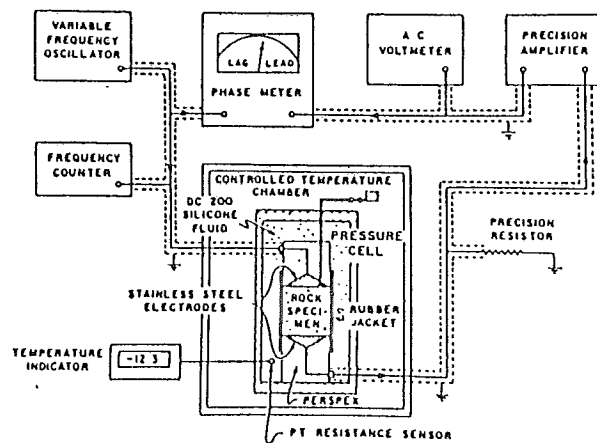 VARIABLE
FREQUENCY
OSCILLATOR
LAG LEAD
PHASE METER
A C
VOLTMETER
PRECISION
AMPLIFIER
FREQUENCY
COUNTER
CONTROLLED TEMPERATURE
CHAMBER
DC 200
SILICONE
FLUID
PRESSURE
CELL
PRECISION
RESISTOR
STAINLESS STEEL
ELECTRODES
ROCK
SPECI-
MEN
RUBBER
JACKET
TEMPERATURE
INDICATOR
-12 3
PERSPEX
PT RESISTANCE SENSOR